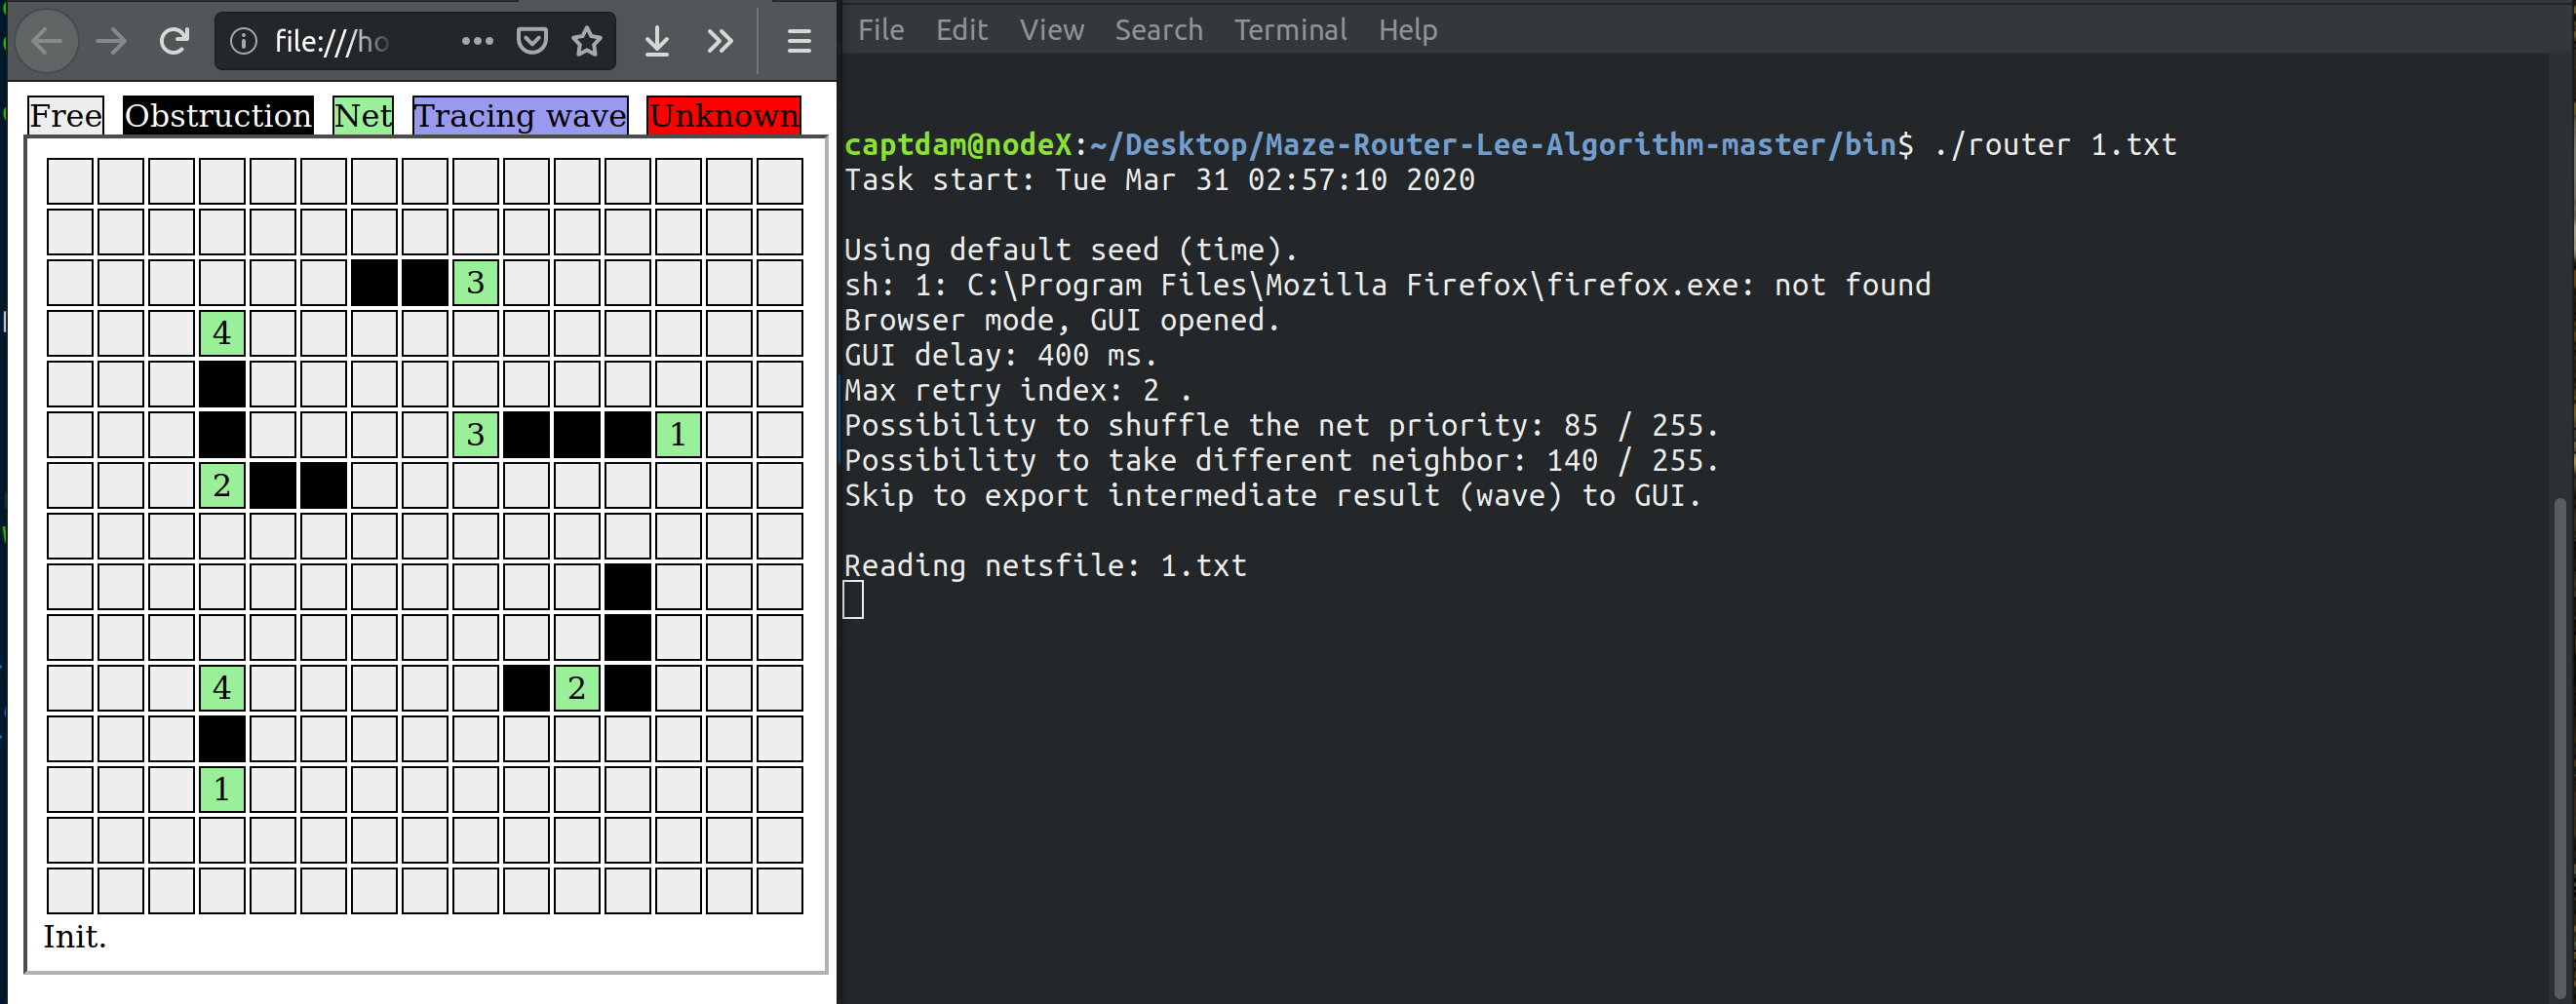 file:///ho
Free Obstruction Net Tracing wave Unknown
3
4
3 1
2
4 2
1
Init.
File Edit View Search Terminal Help
captdam@nodeX:~/Desktop/Maze-Router-Lee-Algorithm-master/bin$ ./router 1.txt
Task start: Tue Mar 31 02:57:10 2020
Using default seed (time).
sh: 1: C:\Program Files\Mozilla Firefox\firefox.exe: not found
Browser mode, GUI opened.
GUI delay: 400 ms.
Max retry index: 2 .
Possibility to shuffle the net priority: 85 / 255.
Possibility to take different neighbor: 140 / 255.
Skip to export intermediate result (wave) to GUI.
Reading netsfile: 1.txt